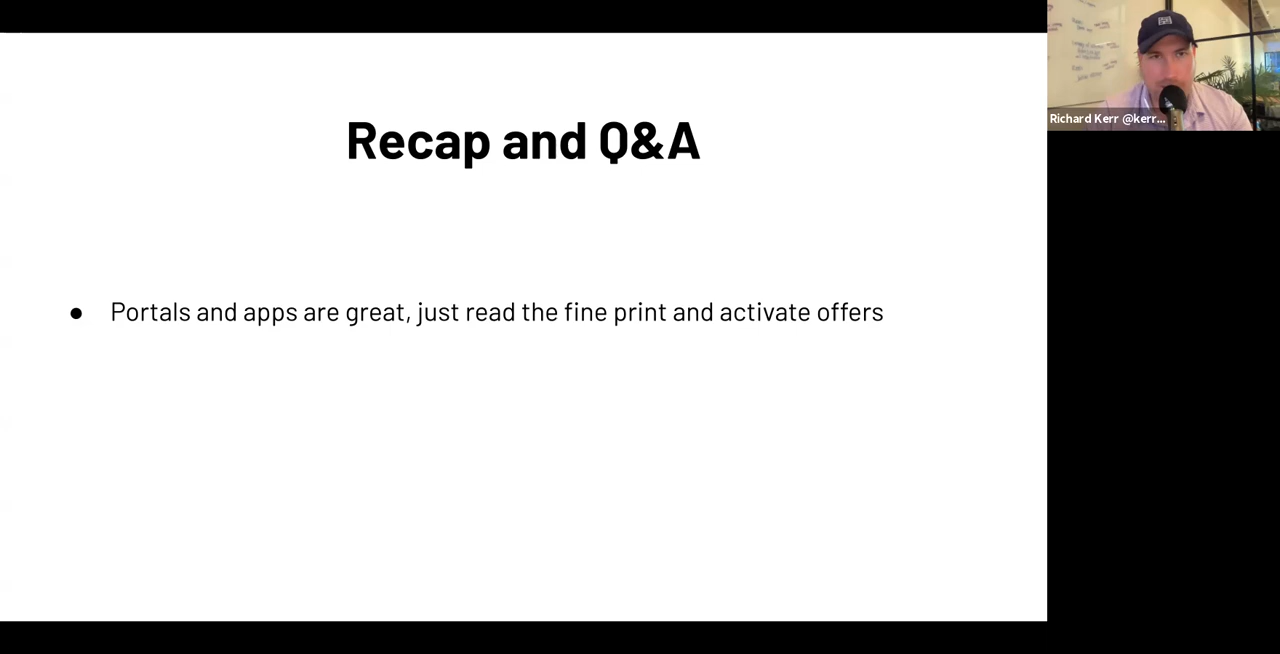 Recap and Q&A
● Portals and apps are great, just read the fine print and activate offers
Richard Kerr @kerr...